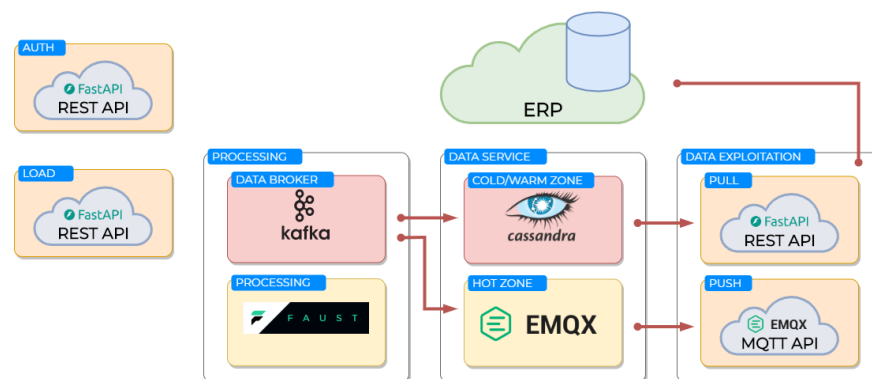 AUTH
FastAPI
REST API
ERP
LOAD
FastAPI
REST API
PROCESSING
DATA BROKER
kafka
PROCESSING
FAUST
DATA SERVICE
COLD/WARM ZONE
cassandra
HOT ZONE
EMQX
DATA EXPLOITATION
PULL
FastAPI
REST API
PUSH
EMQX
MQTT API